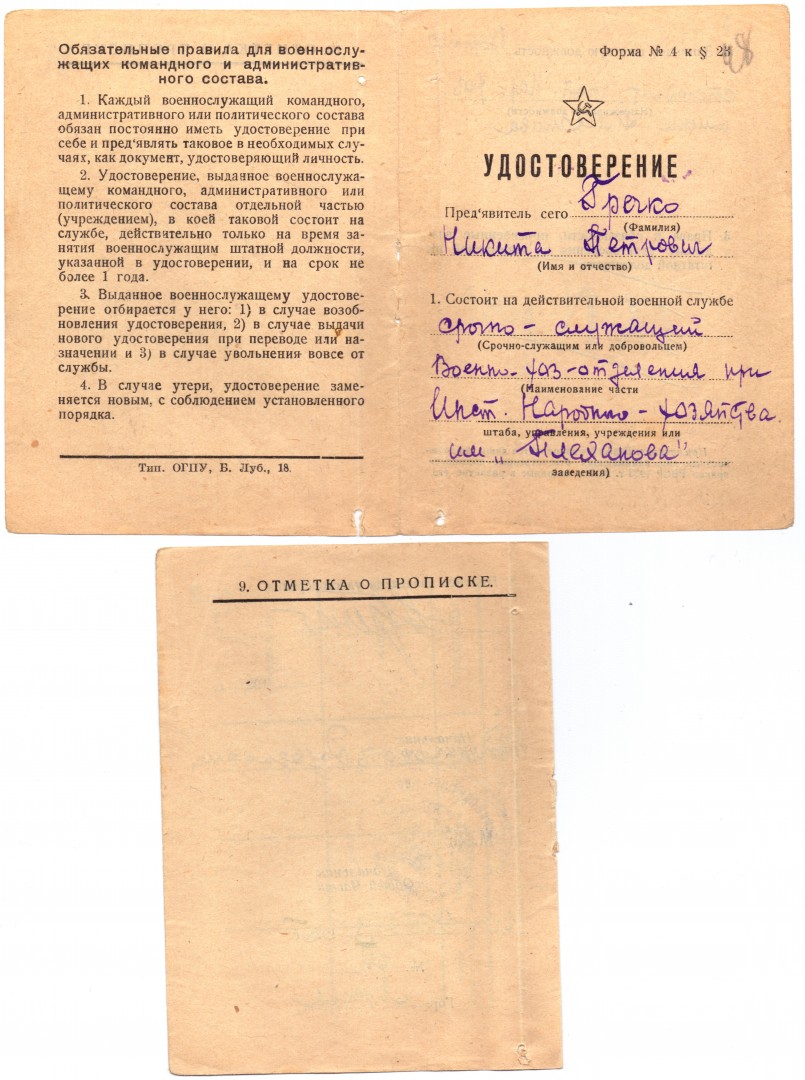 Обязательные правила для военнослу-
жащих командного и административ-
ного состава.
1. Каждый военнослужащий командного,
административного или политического состава
обязан постоянно иметь удостоверение при
себе и пред'являть таковое в необходимых слу-
чаях, как документ, удостоверяющий личность.
2. Удостоверение, выданное военнослужа-
щему командного, административного или
политического состава отдельной частью
(учреждением), в коей таковой состоит на
службе, действительно только на время за-
нятия военнослужащим штатной должности,
указанной в удостоверении, и на срок не
более 1 года.
3. Выданное военнослужащему удостове-
рение отбирается у него: 1) в случае возоб-
новления удостоверения, 2) в случае выдачи
нового удостоверения при переводе или на-
значении и 3) в случае увольнения вовсе от
службы.
4. В случае утери, удостоверение заме-
няется новым, с соблюдением установленного
порядка.
Тип. ОГПУ, Б. Луб., 18.
Форма № 4 к § 23
УДОСТОВЕРЕНИЕ
Пред'явитель сего Гречко
(Фамилия)
Никита Петрович
(Имя и отчество)
1. Состоит на действительной военной службе
срочно - служащий
(Срочно-служащим или добровольцем)
Военно-хоз-отделения при
(Наименование части
Инст. Народно - хозяйства
штаба, управления, учреждения или
им „Плеханова"
заведения)
9. ОТМЕТКА О ПРОПИСКЕ.